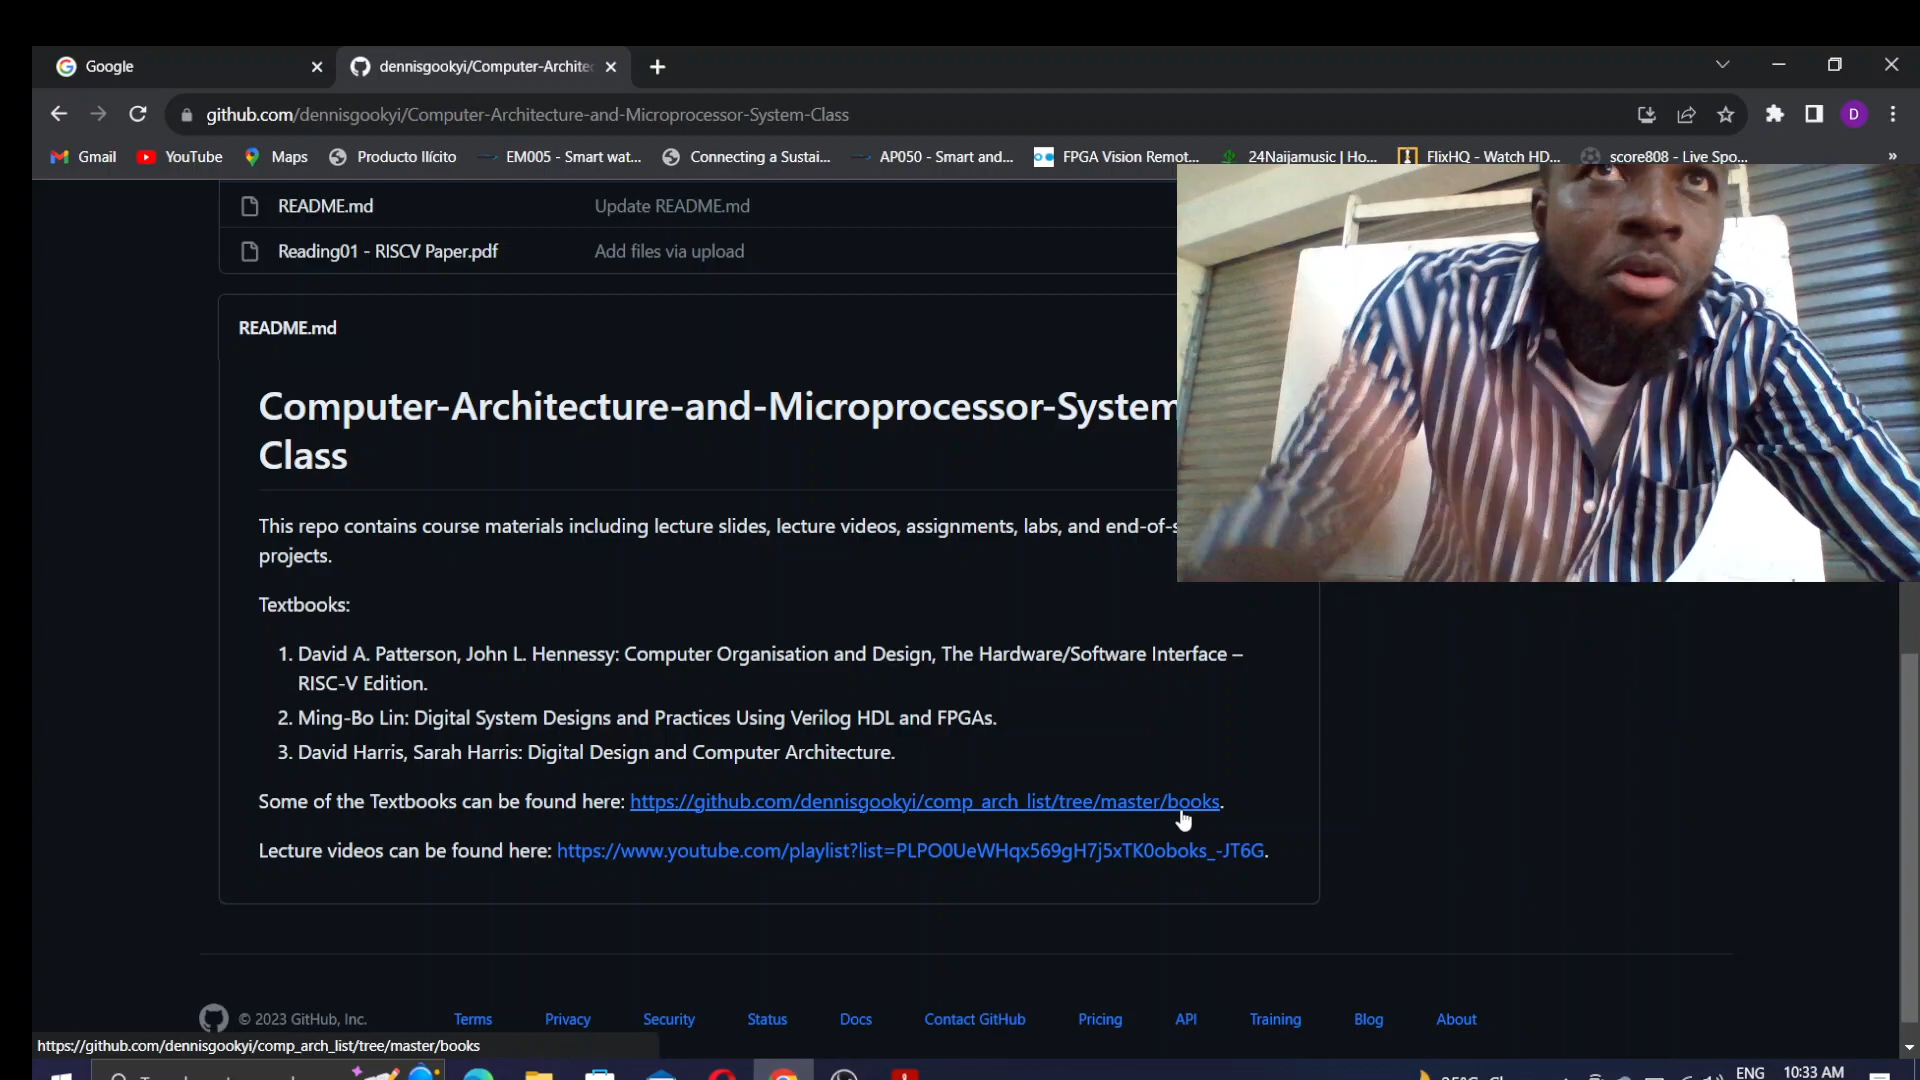 Google
dennisgookyi/Computer-Archite
github.com/dennisgookyi/Computer-Architecture-and-Microprocessor-System-Class
D
Gmail YouTube Maps Producto Ilícito EM005 - Smart wat... Connecting a Sustai... AP050 - Smart and... FPGA Vision Remot... 24Naijamusic | Ho... FlixHQ - Watch HD... score808 - Live Spo... »
README.md Update README.md
Reading01 - RISCV Paper.pdf Add files via upload
README.md
Computer-Architecture-and-Microprocessor-System
Class
This repo contains course materials including lecture slides, lecture videos, assignments, labs, and end-of-s
projects.
Textbooks:
1. David A. Patterson, John L. Hennessy: Computer Organisation and Design, The Hardware/Software Interface –
RISC-V Edition.
2. Ming-Bo Lin: Digital System Designs and Practices Using Verilog HDL and FPGAs.
3. David Harris, Sarah Harris: Digital Design and Computer Architecture.
Some of the Textbooks can be found here: https://github.com/dennisgookyi/comp_arch_list/tree/master/books.
Lecture videos can be found here: https://www.youtube.com/playlist?list=PLPO0UeWHqx569gH7j5xTK0oboks_-JT6G.
© 2023 GitHub, Inc. Terms Privacy Security Status Docs Contact GitHub Pricing API Training Blog About
https://github.com/dennisgookyi/comp_arch_list/tree/master/books
ENG 10:33 AM